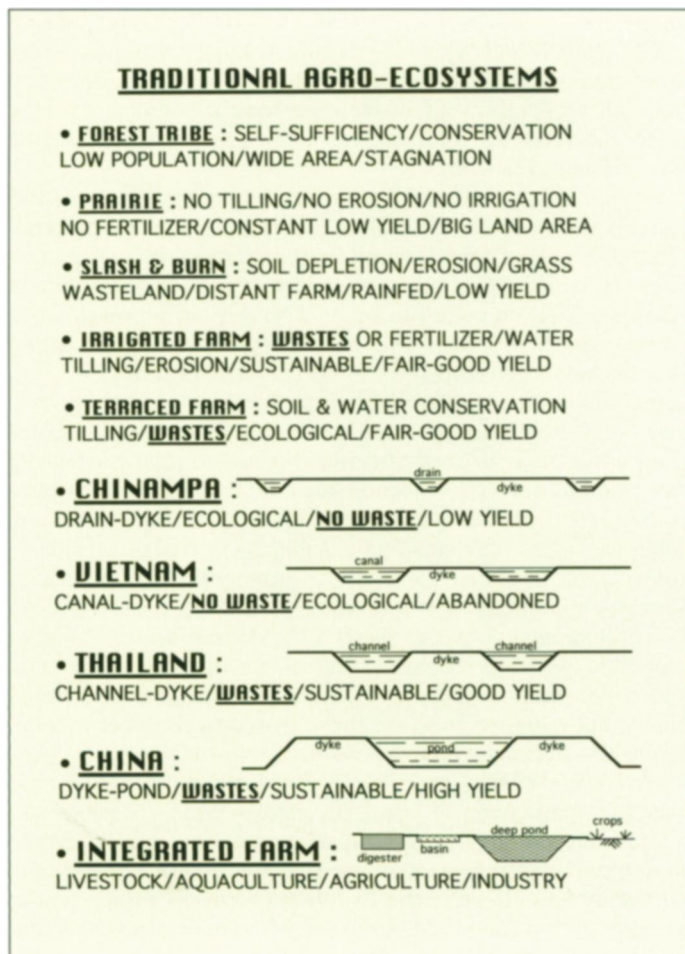 TRADITIONAL AGRO-ECOSYSTEMS
• FOREST TRIBE : SELF-SUFFICIENCY/CONSERVATION
LOW POPULATION/WIDE AREA/STAGNATION
• PRAIRIE : NO TILLING/NO EROSION/NO IRRIGATION
NO FERTILIZER/CONSTANT LOW YIELD/BIG LAND AREA
• SLASH & BURN : SOIL DEPLETION/EROSION/GRASS
WASTELAND/DISTANT FARM/RAINFED/LOW YIELD
• IRRIGATED FARM : WASTES OR FERTILIZER/WATER
TILLING/EROSION/SUSTAINABLE/FAIR-GOOD YIELD
• TERRACED FARM : SOIL & WATER CONSERVATION
TILLING/WASTES/ECOLOGICAL/FAIR-GOOD YIELD
• CHINAMPA :
drain
dyke
DRAIN-DYKE/ECOLOGICAL/NO WASTE/LOW YIELD
• VIETNAM :
canal
dyke
CANAL-DYKE/NO WASTE/ECOLOGICAL/ABANDONED
• THAILAND :
channel
dyke
channel
CHANNEL-DYKE/WASTES/SUSTAINABLE/GOOD YIELD
• CHINA :
dyke
pond
dyke
DYKE-POND/WASTES/SUSTAINABLE/HIGH YIELD
• INTEGRATED FARM :
digester
basin
deep pond
crops
LIVESTOCK/AQUACULTURE/AGRICULTURE/INDUSTRY